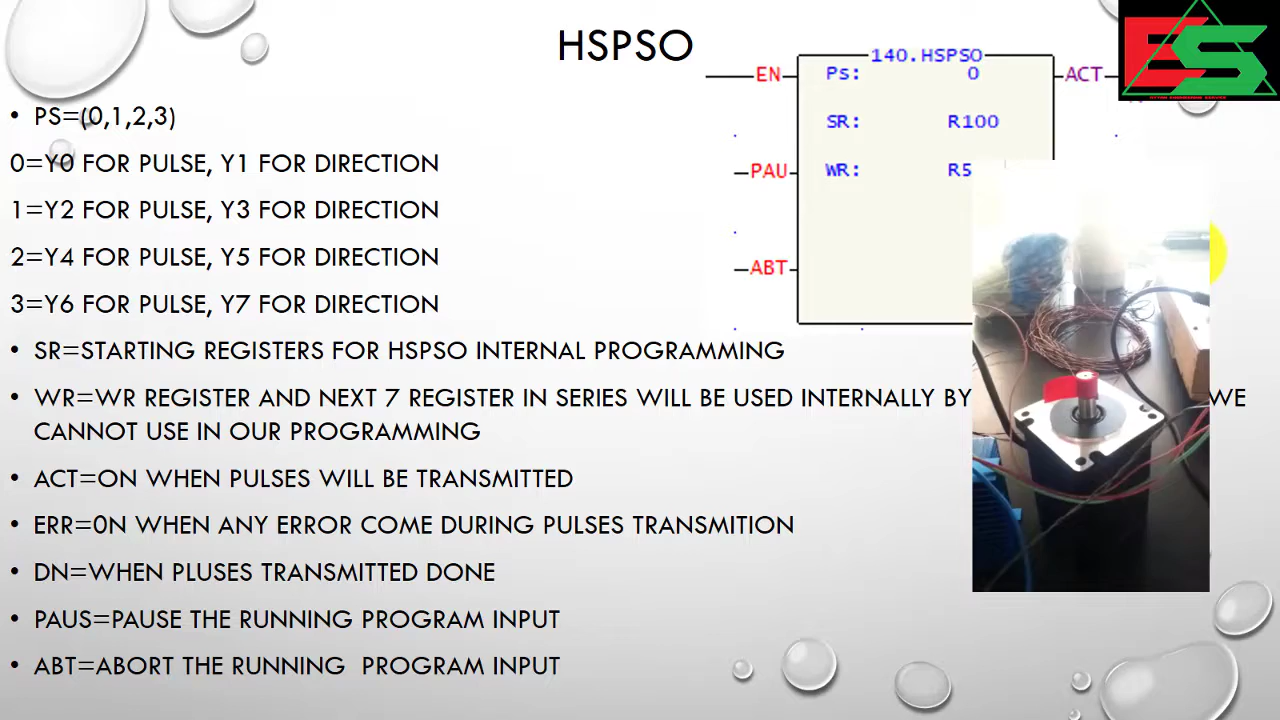 HSPSO
140.HSPSO
EN
Ps: 0
ACT
SR: R100
PAU
WR: R5
ABT
ES
• PS=(0,1,2,3)
0=Y0 FOR PULSE, Y1 FOR DIRECTION
1=Y2 FOR PULSE, Y3 FOR DIRECTION
2=Y4 FOR PULSE, Y5 FOR DIRECTION
3=Y6 FOR PULSE, Y7 FOR DIRECTION
• SR=STARTING REGISTERS FOR HSPSO INTERNAL PROGRAMMING
• WR=WR REGISTER AND NEXT 7 REGISTER IN SERIES WILL BE USED INTERNALLY BY WE
CANNOT USE IN OUR PROGRAMMING
• ACT=ON WHEN PULSES WILL BE TRANSMITTED
• ERR=0N WHEN ANY ERROR COME DURING PULSES TRANSMITION
• DN=WHEN PLUSES TRANSMITTED DONE
• PAUS=PAUSE THE RUNNING PROGRAM INPUT
• ABT=ABORT THE RUNNING PROGRAM INPUT